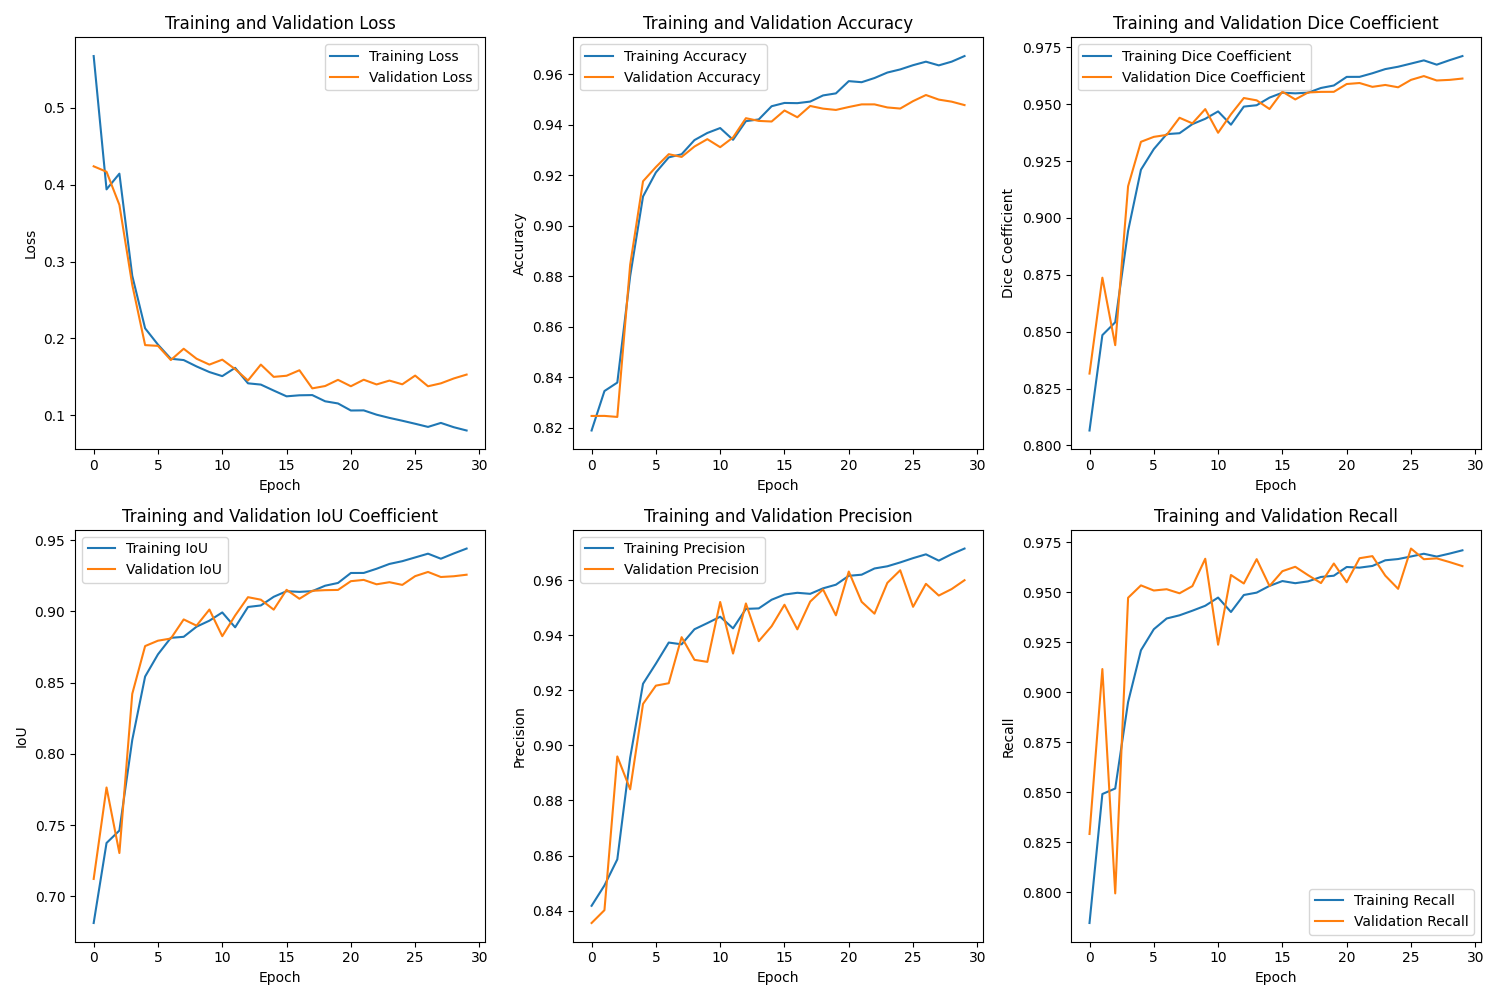 Training and Validation Loss
Training Loss
Validation Loss
Loss
0.5
0.4
0.3
0.2
0.1
0 5 10 15 20 25 30
Epoch
Training and Validation Accuracy
Training Accuracy
Validation Accuracy
Accuracy
0.96
0.94
0.92
0.90
0.88
0.86
0.84
0.82
0 5 10 15 20 25 30
Epoch
Training and Validation Dice Coefficient
Training Dice Coefficient
Validation Dice Coefficient
Dice Coefficient
0.975
0.950
0.925
0.900
0.875
0.850
0.825
0.800
0 5 10 15 20 25 30
Epoch
Training and Validation IoU Coefficient
Training IoU
Validation IoU
IoU
0.95
0.90
0.85
0.80
0.75
0.70
0 5 10 15 20 25 30
Epoch
Training and Validation Precision
Training Precision
Validation Precision
Precision
0.96
0.94
0.92
0.90
0.88
0.86
0.84
0 5 10 15 20 25 30
Epoch
Training and Validation Recall
Recall
0.975
0.950
0.925
0.900
0.875
0.850
0.825
0.800
Training Recall
Validation Recall
0 5 10 15 20 25 30
Epoch